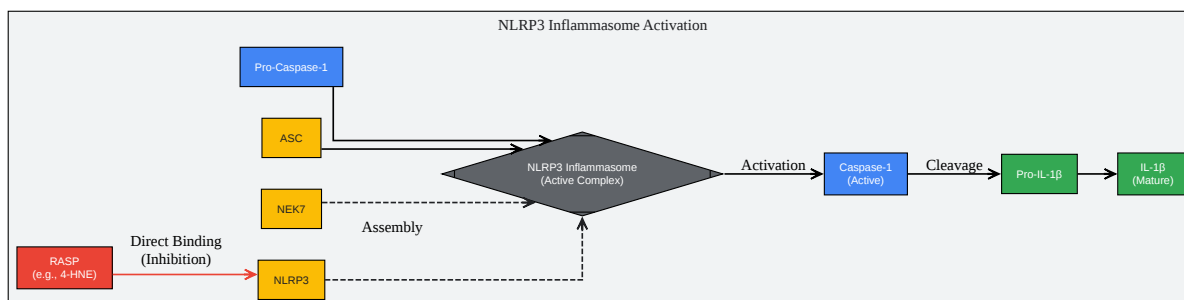 NLRP3 Inflammasome Activation
Pro-Caspase-1
ASC
NLRP3 Inflammasome
(Active Complex)
Activation
Caspase-1
(Active)
Cleavage
Pro-IL-1β
IL-1β
(Mature)
NEK7
Assembly
RASP
(e.g., 4-HNE)
Direct Binding
(Inhibition)
NLRP3